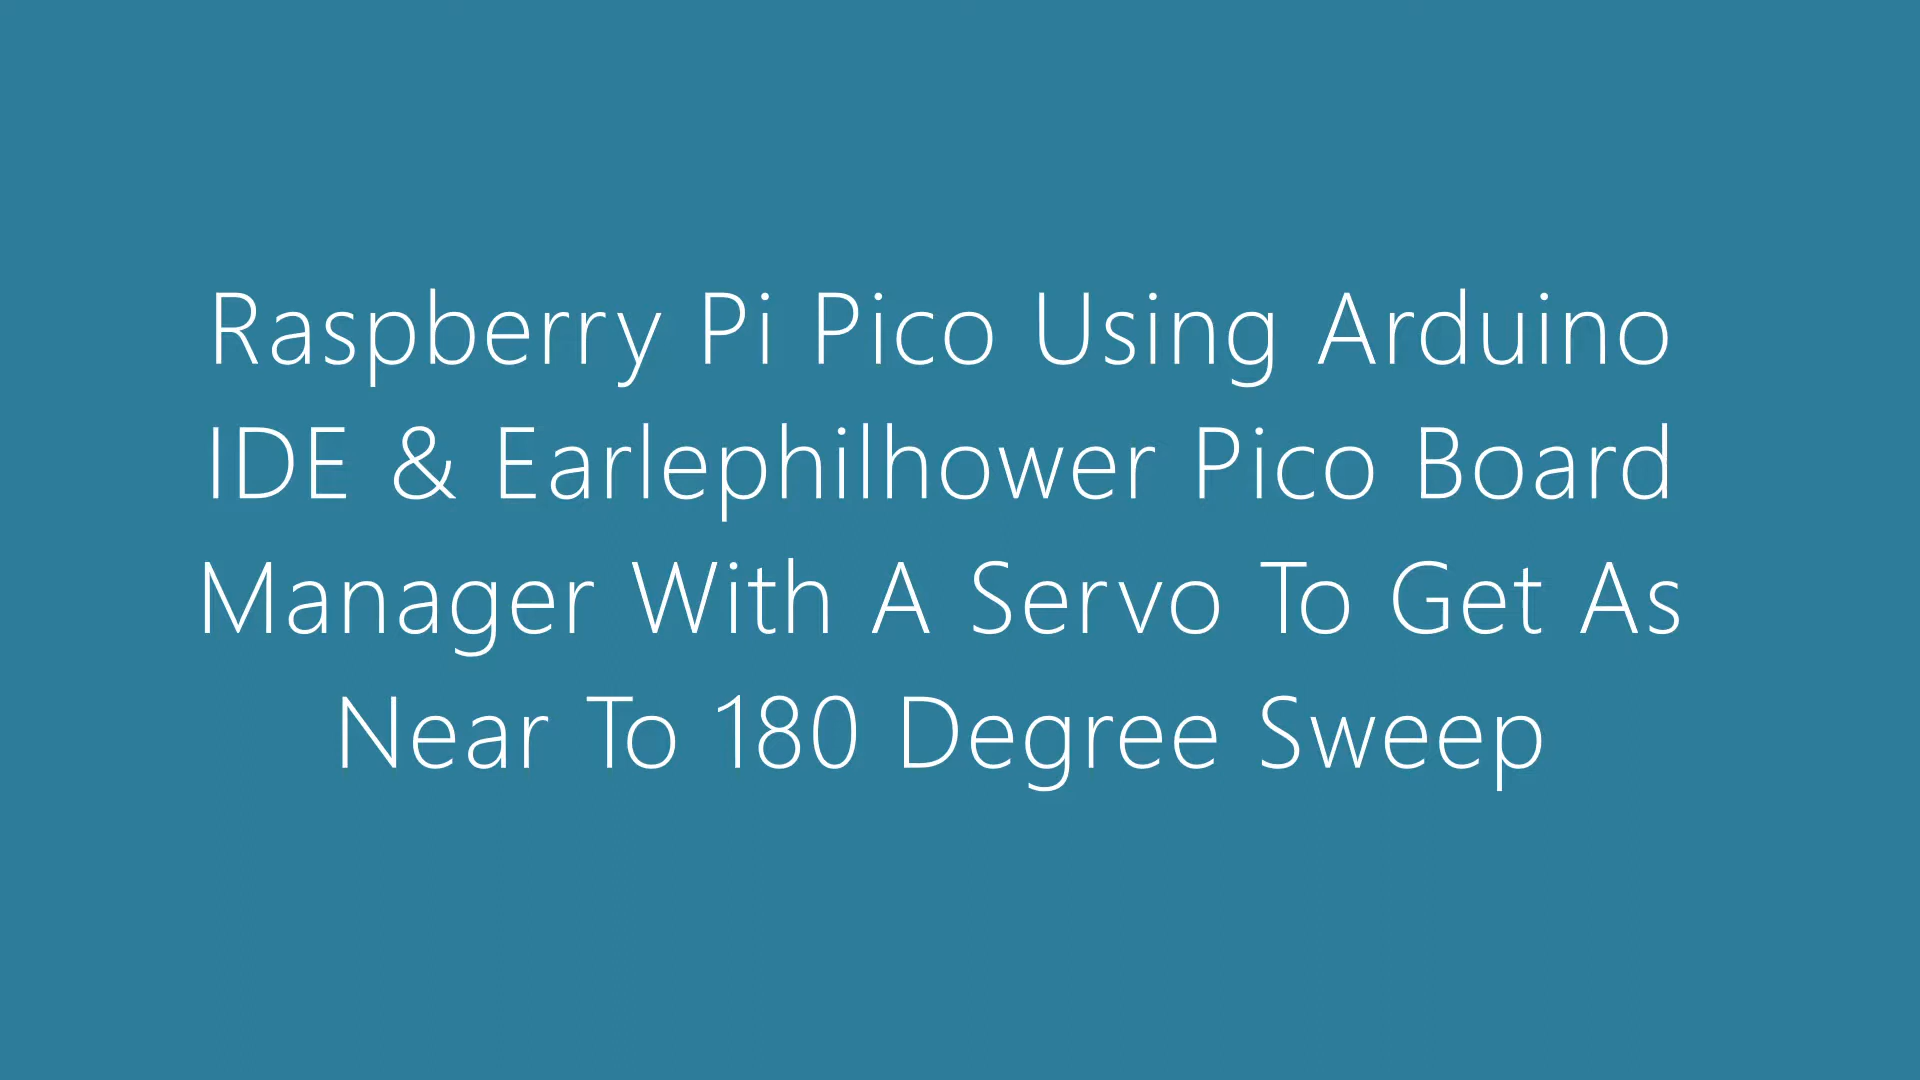 Raspberry Pi Pico Using Arduino
IDE & Earlephilhower Pico Board
Manager With A Servo To Get As
Near To 180 Degree Sweep